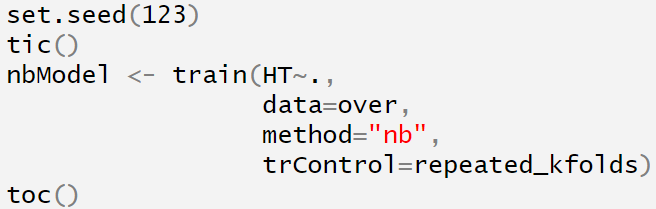 set.seed(123)
tic()
nbModel <- train(HT~.,
                 data=over,
                 method="nb",
                 trControl=repeated_kfolds)
toc()